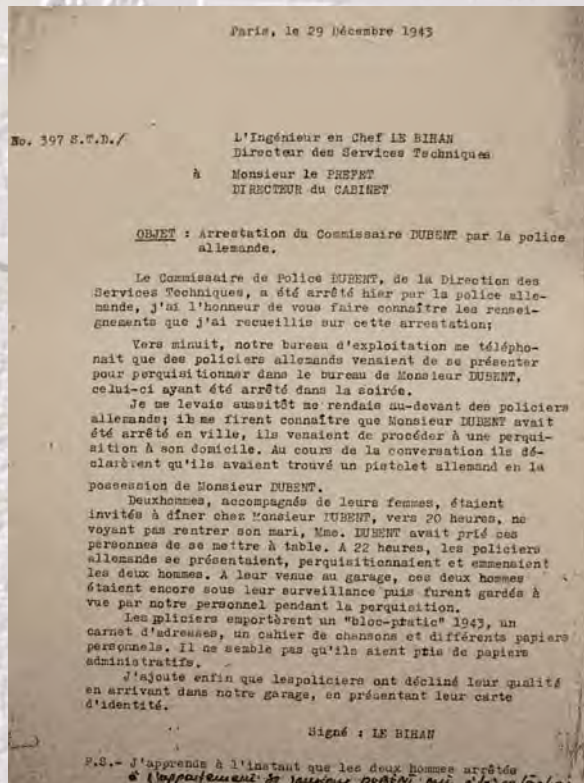 Paris, le 29 Décembre 1943
No. 397 S.T.D./
L'Ingénieur en Chef LE BIHAN
Directeur des Services Techniques
à Monsieur le PREFET
DIRECTEUR du CABINET
OBJET : Arrestation du Commissaire DUBENT par la police
allemande.
Le Commissaire de Police DUBENT, de la Direction des
Services Techniques, a été arrêté hier par la police alle-
mande, j'ai l'honneur de vous faire connaître les rensei-
gnements que j'ai recueillis sur cette arrestation;
Vers minuit, notre bureau d'exploitation me télépho-
nait que des policiers allemands venaient de se présenter
pour perquisitionner dans le bureau de Monsieur DUBENT,
celui-ci ayant été arrêté dans la soirée.
Je me levais aussitôt me rendais au-devant des policiers
allemands; ils me firent connaître que Monsieur DUBENT avait
été arrêté en ville, ils venaient de procéder à une perqui-
sition à son domicile. Au cours de la conversation ils dé-
clarèrent qu'ils avaient trouvé un pistolet allemand en la
possession de Monsieur DUBENT.
Deuxhommes, accompagnés de leurs femmes, étaient
invités à dîner chez Monsieur DUBENT, vers 20 heures, ne
voyant pas rentrer son mari, Mme. DUBENT avait prié ces
personnes de se mettre à table. A 22 heures, les policiers
allemands se présentaient, perquisitionnaient et emmenaient
les deux hommes. A leur venue au garage, ces deux hommes
étaient encore sous leur surveillance puis furent gardés à
vue par notre personnel pendant la perquisition.
Les policiers emportèrent un "bloc-pratic" 1943, un
carnet d'adresses, un cahier de chansons et différents papiers
personnels. Il ne semble pas qu'ils aient pris de papiers
administratifs.
J'ajoute enfin que lespoliciers ont décliné leur qualité
en arrivant dans notre garage, en présentant leur carte
d'identité.
Signé : LE BIHAN
P.S.- J'apprends à l'instant que les deux hommes arrêtés
à l'appartement de